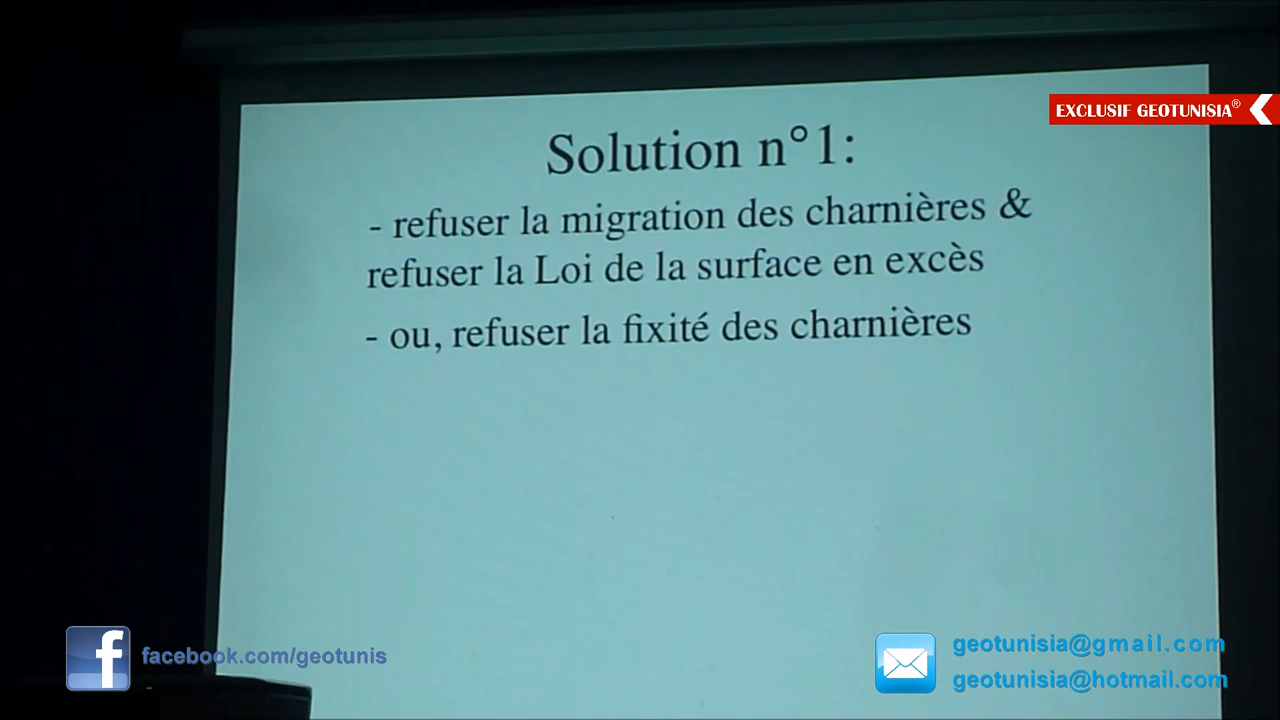 EXCLUSIF GEOTUNISIA®
Solution n°1:
- refuser la migration des charnières &
refuser la Loi de la surface en excès
- ou, refuser la fixité des charnières
facebook.com/geotunis
geotunisia@gmail.com
geotunisia@hotmail.com